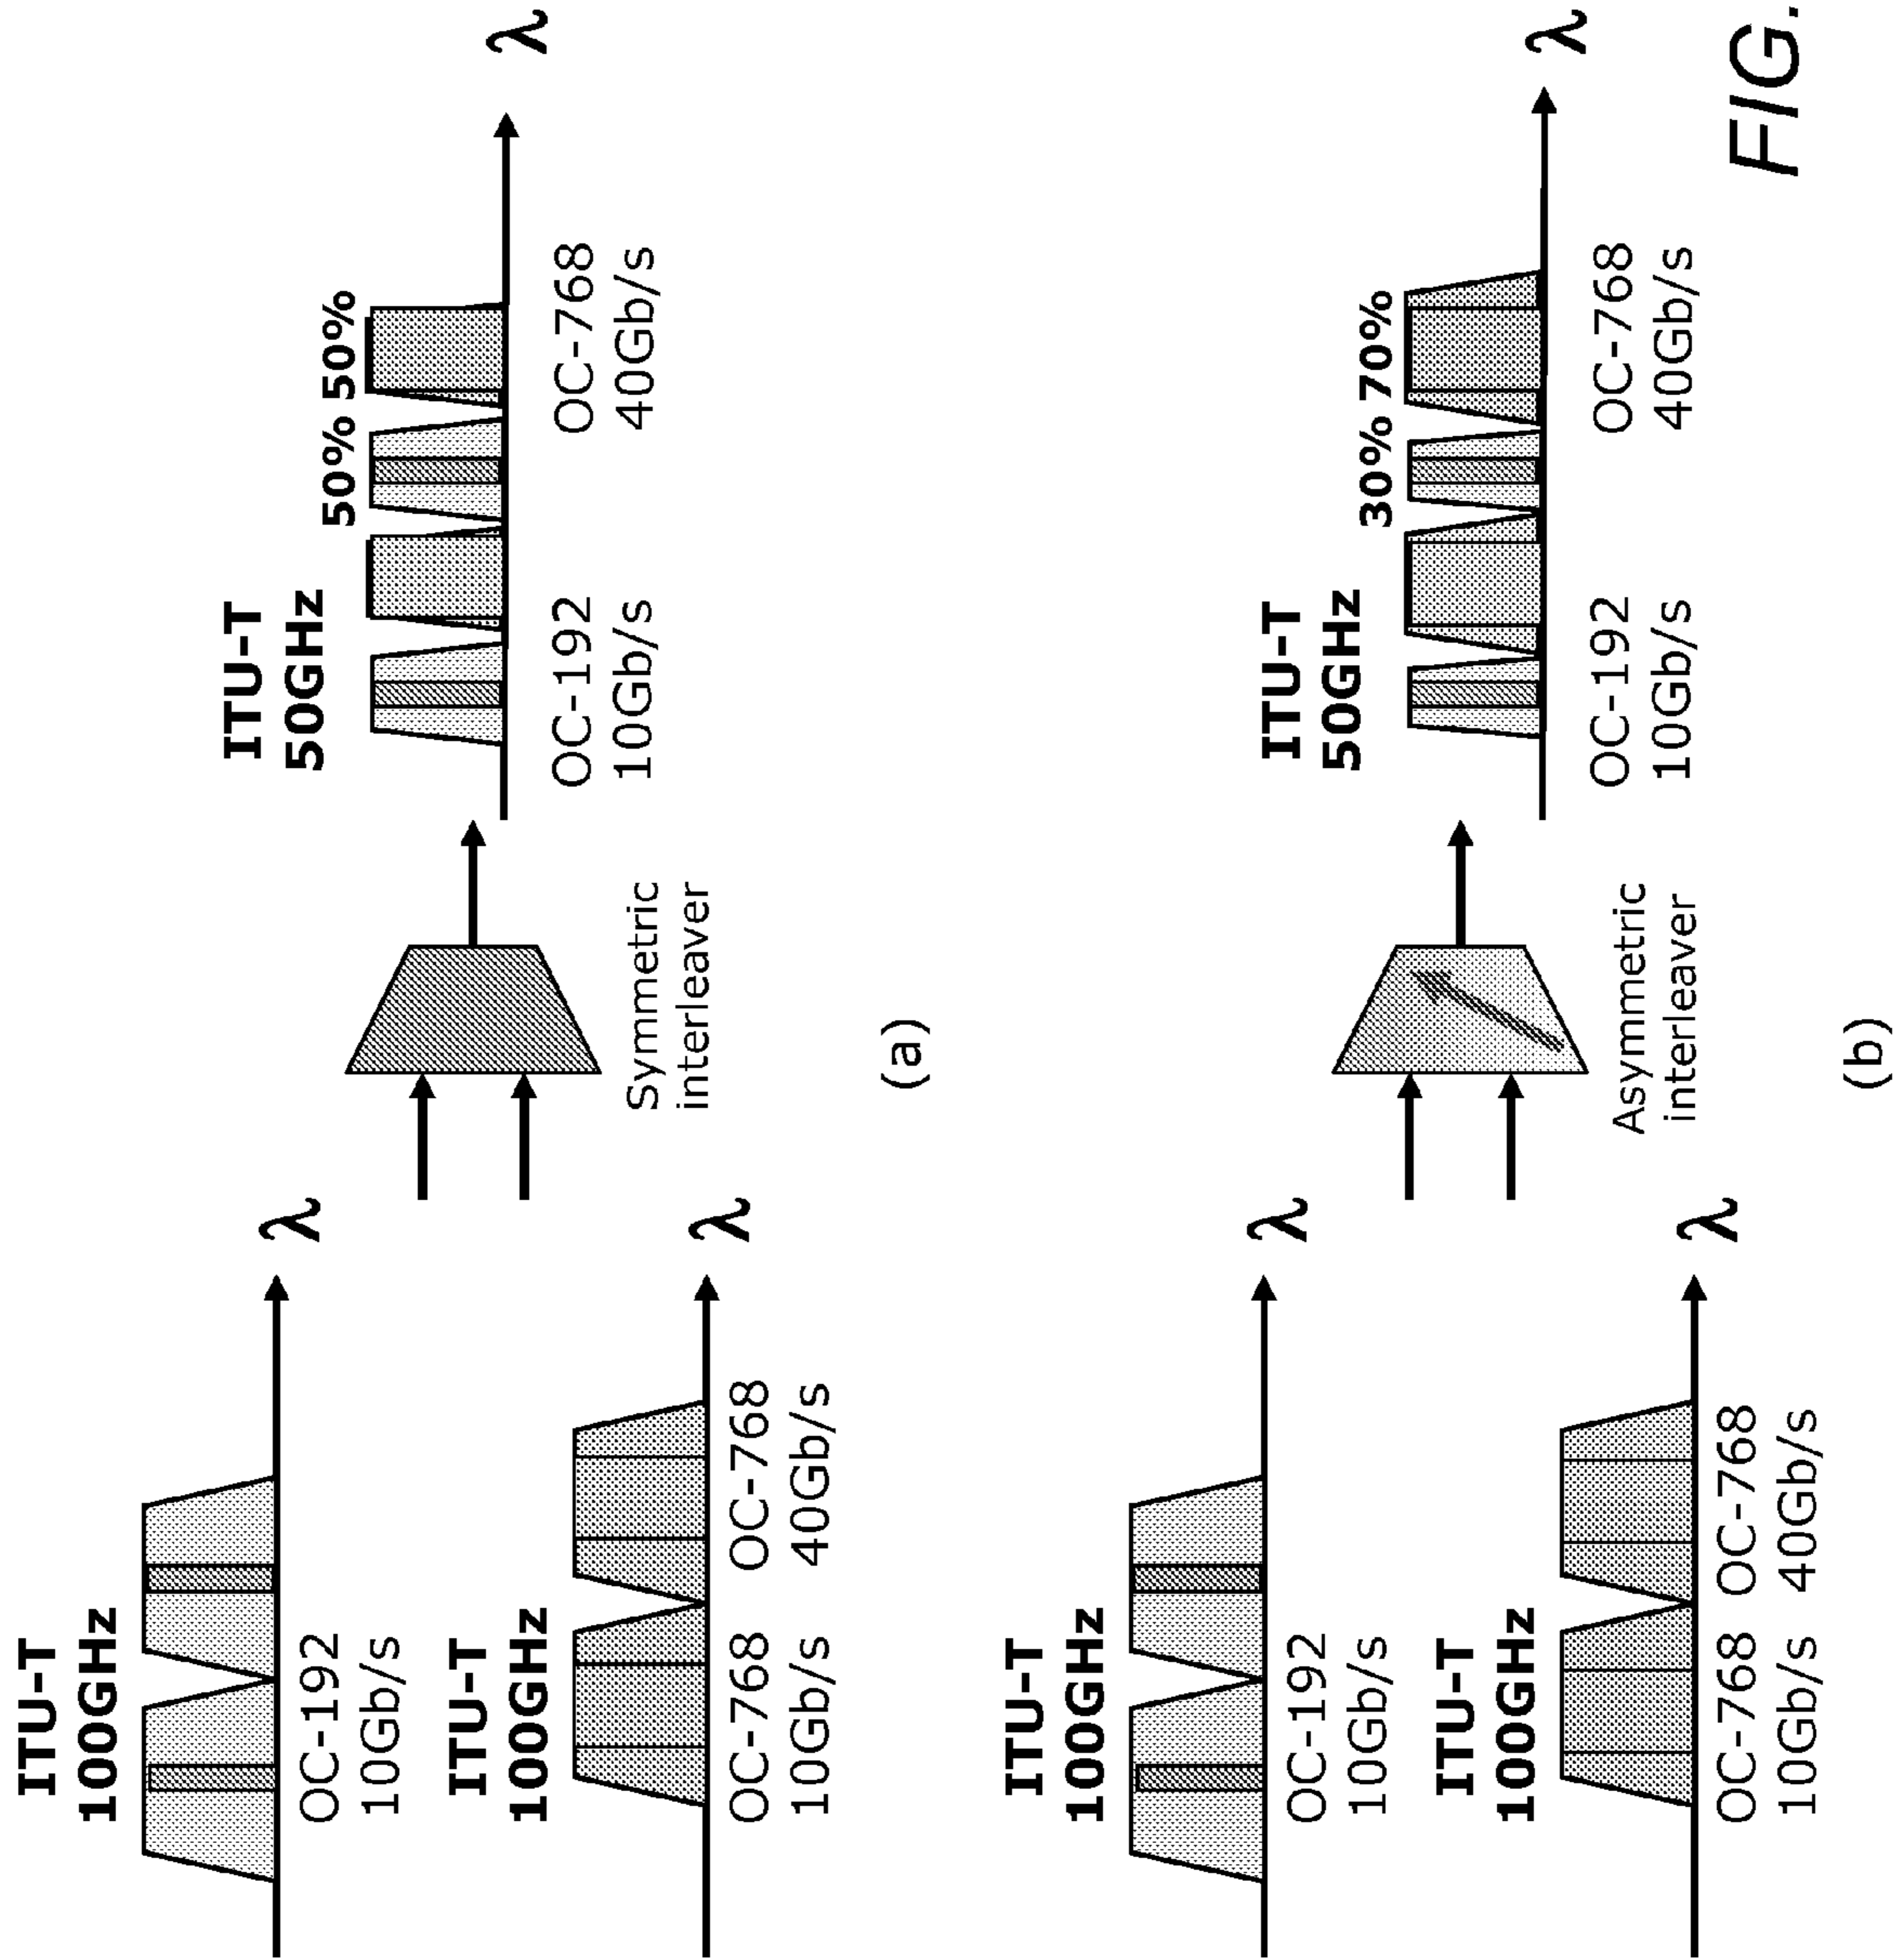 ITU-T
100GHz
λ
OC-192
10Gb/s
ITU-T
100GHz
λ
OC-768 OC-768
10Gb/s 40Gb/s
Symmetric
interleaver
ITU-T
50GHz
50% 50%
λ
OC-192 OC-768
10Gb/s 40Gb/s
(a)
ITU-T
100GHz
λ
OC-192
10Gb/s
ITU-T
100GHz
λ
OC-768 OC-768
10Gb/s 40Gb/s
Asymmetric
interleaver
ITU-T
50GHz
30% 70%
λ
OC-192 OC-768
10Gb/s 40Gb/s
(b)
FIG.